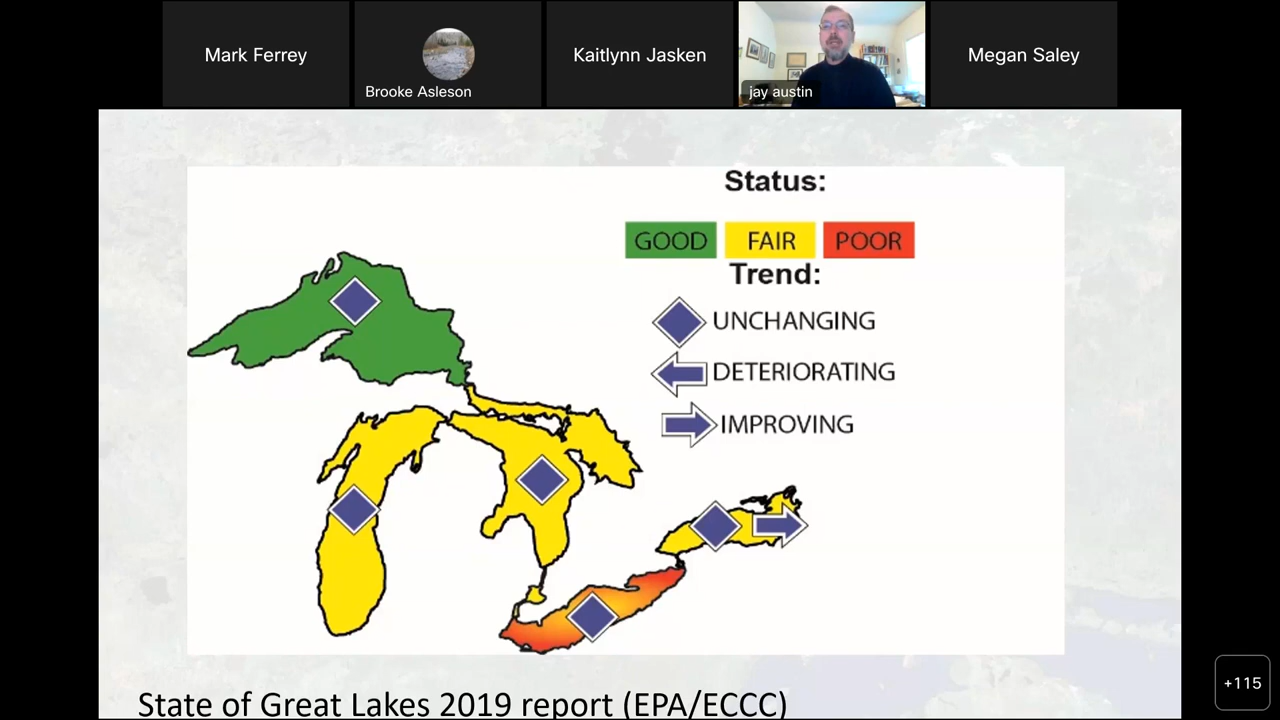 Mark Ferrey
Brooke Asleson
Kaitlynn Jasken
jay austin
Megan Saley
Status:
GOOD FAIR POOR
Trend:
UNCHANGING
DETERIORATING
IMPROVING
State of Great Lakes 2019 report (EPA/ECCC)
+115